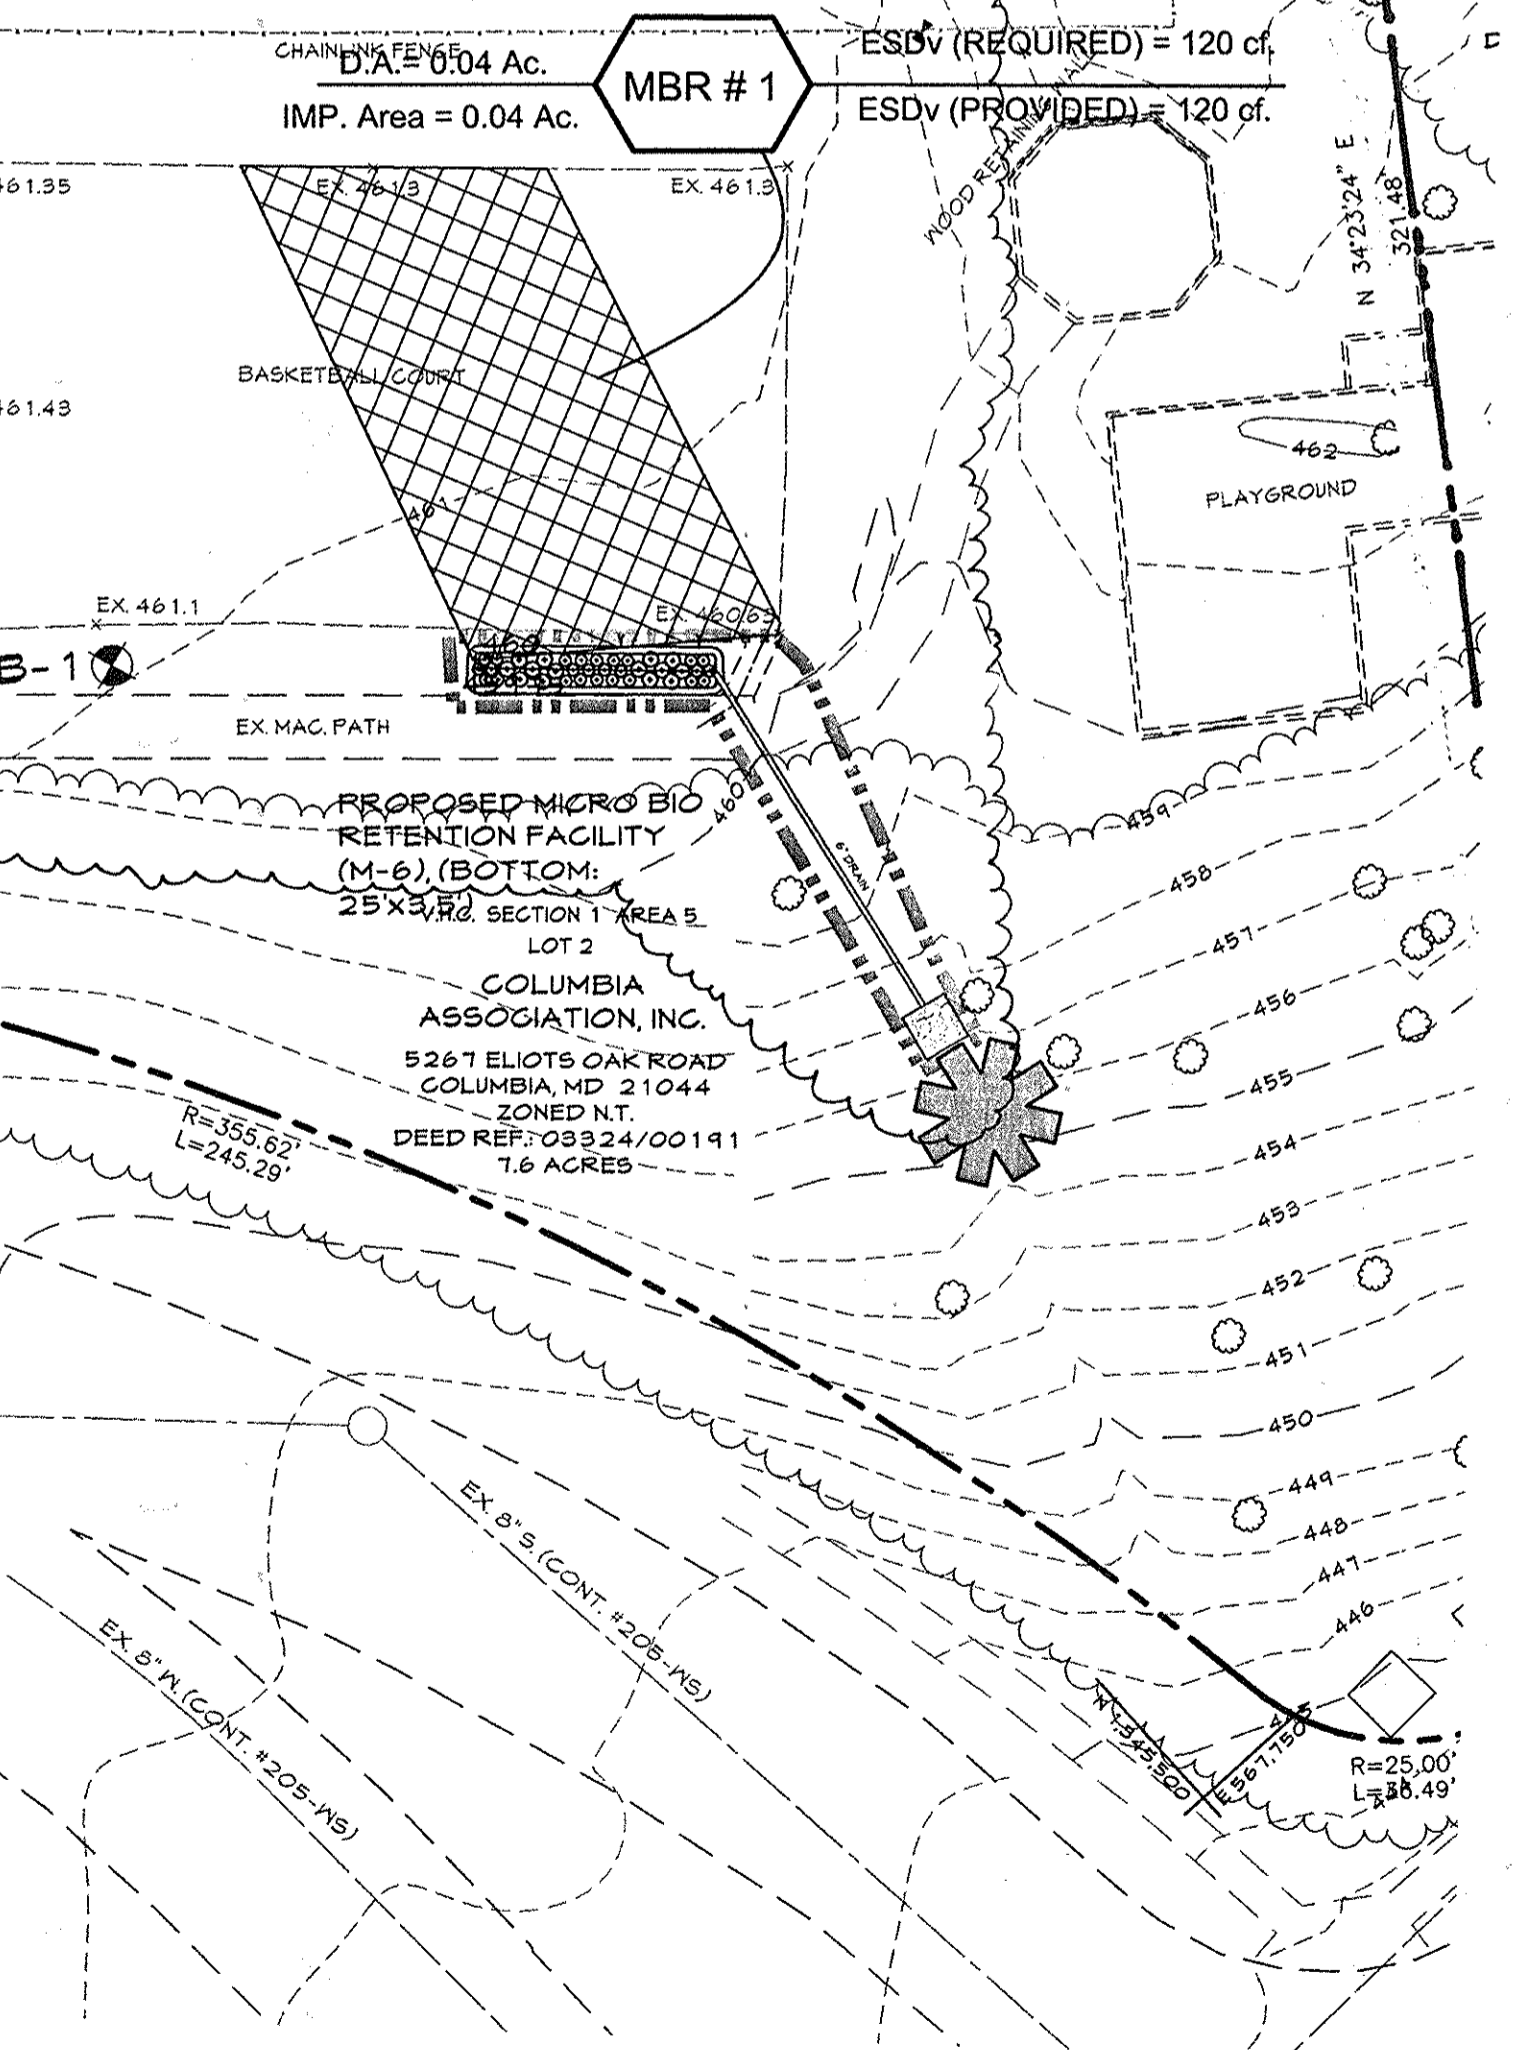 CHAINLINK FENCE
D.A.= 0.04 Ac.
IMP. Area = 0.04 Ac.
MBR # 1
ESDv (REQUIRED) = 120 cf.
ESDv (PROVIDED) = 120 cf.
461.35
EX. 461.3
EX. 461.3
WOOD RETAINING WALL
N 34°23'24" E
321.48
BASKETBALL COURT
461.43
462
PLAYGROUND
461
EX. 461.1
EX. 460.63
B-1
EX. MAC. PATH
460
PROPOSED MICRO BIO
RETENTION FACILITY
(M-6), (BOTTOM:
25'X3.5')
6" DRAIN
V.H.C. SECTION 1 AREA 5
LOT 2
COLUMBIA
ASSOCIATION, INC.
5267 ELIOTS OAK ROAD
COLUMBIA, MD 21044
ZONED N.T.
DEED REF.: 03324/00191
7.6 ACRES
R=355.62'
L=245.29'
459
458
457
456
455
454
453
452
451
450
449
448
447
446
445
EX. 8" S. (CONT. #205-WS)
EX. 8" W. (CONT. #205-WS)
E 567,750
R=25.00'